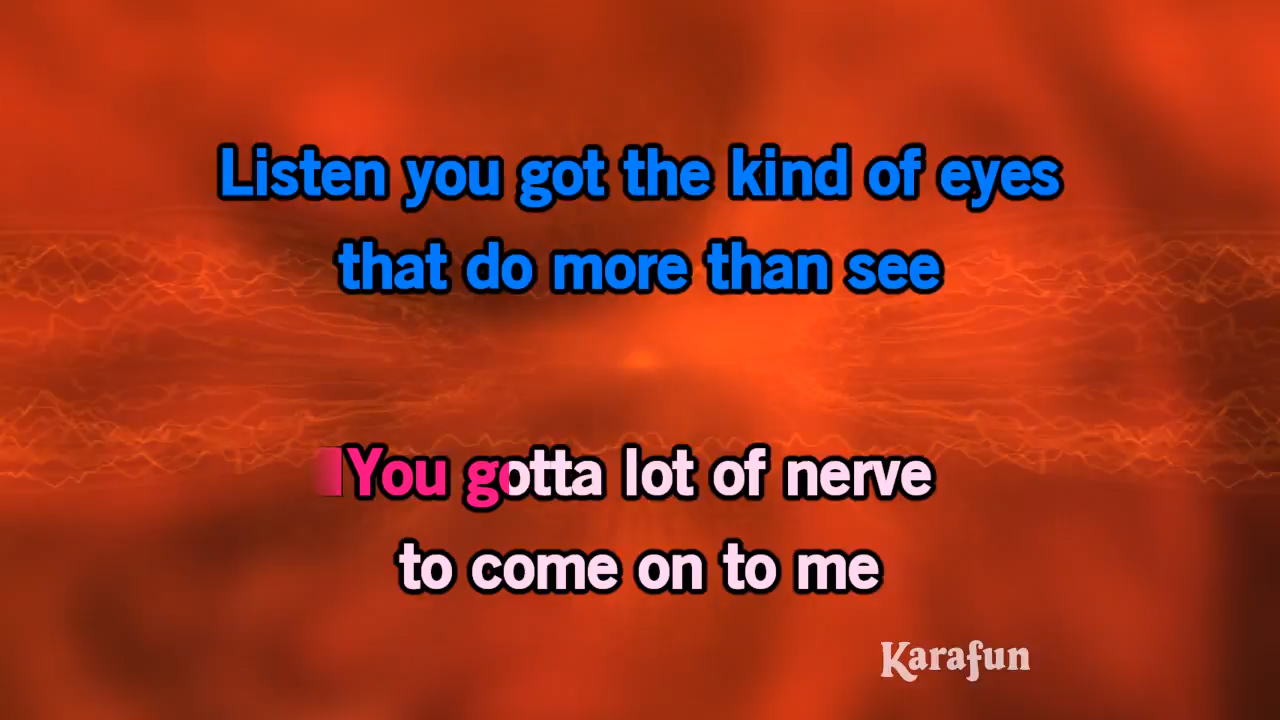 Listen you got the kind of eyes
that do more than see
You gotta lot of nerve
to come on to me
Karafun